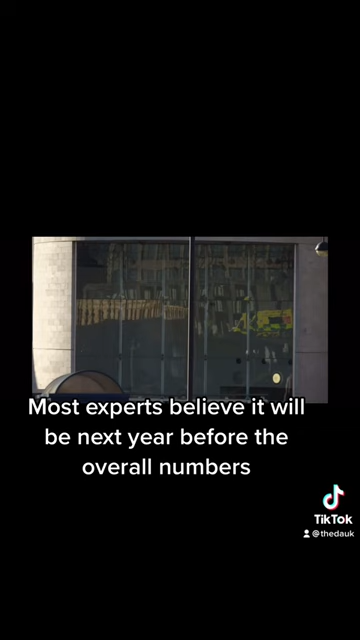 Most experts believe it will
be next year before the
overall numbers
TikTok
@thedauk